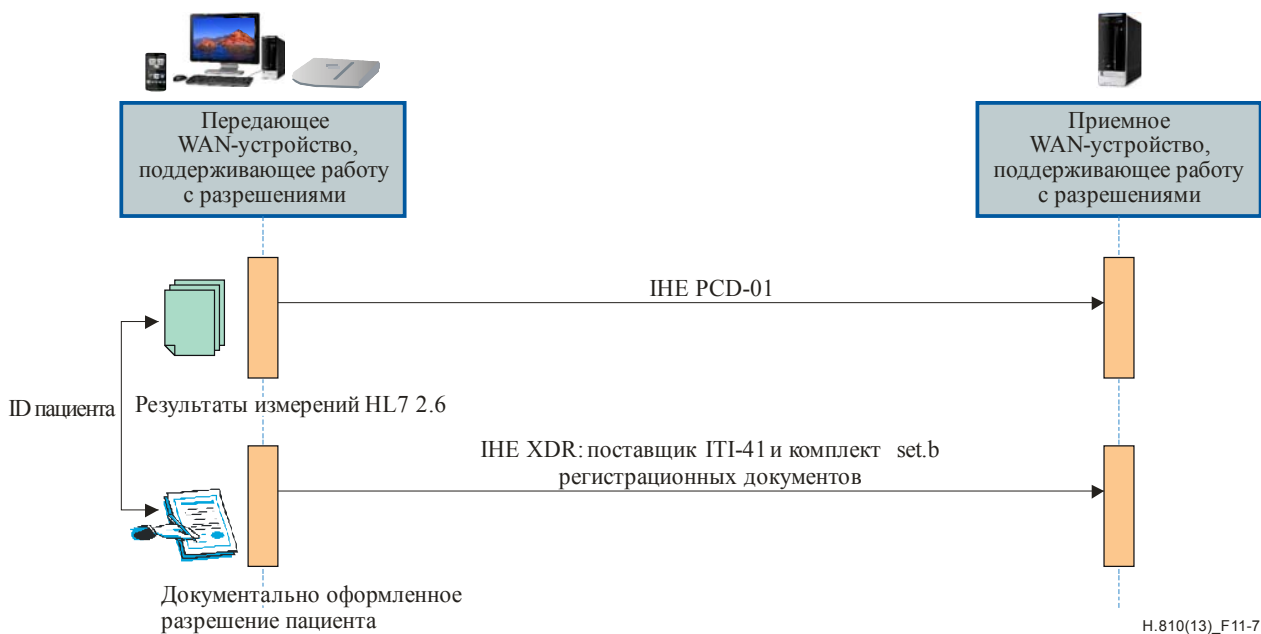 Передающее
WAN-устройство,
поддерживающее работу
с разрешениями
Приемное
WAN-устройство,
поддерживающее работу
с разрешениями
IHE PCD-01
ID пациента
Результаты измерений HL7 2.6
IHE XDR: поставщик ITI-41 и комплект set.b
регистрационных документов
Документально оформленное
разрешение пациента
H.810(13)_F11-7